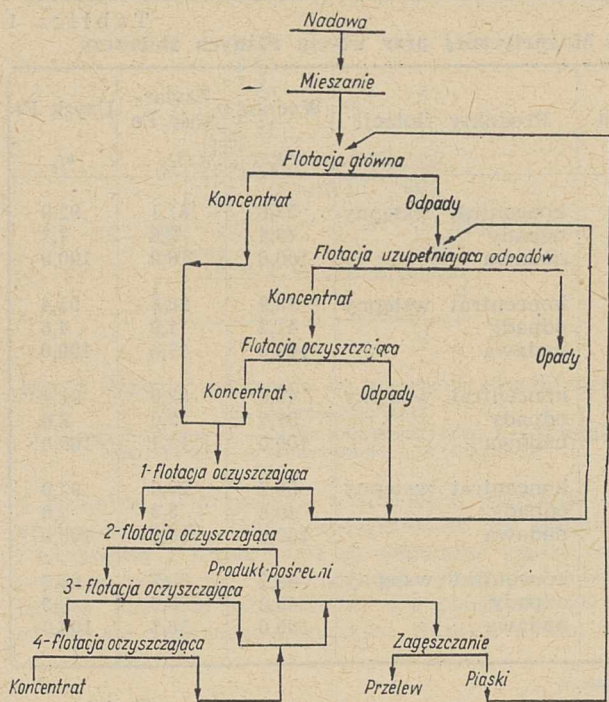 Nadawa
Mieszanie
Flotacja główna
Koncentrat
Odpady
Flotacja uzupełniająca odpadów
Koncentrat
Opady
Flotacja oczyszczająca
Koncentrat.
Odpady
1-flotacja oczyszczająca
2-flotacja oczyszczająca
Produkt pośredni
3-flotacja oczyszczająca
4-flotacja oczyszczająca
Zagęszczanie
Koncentrat
Przelew
Piaski